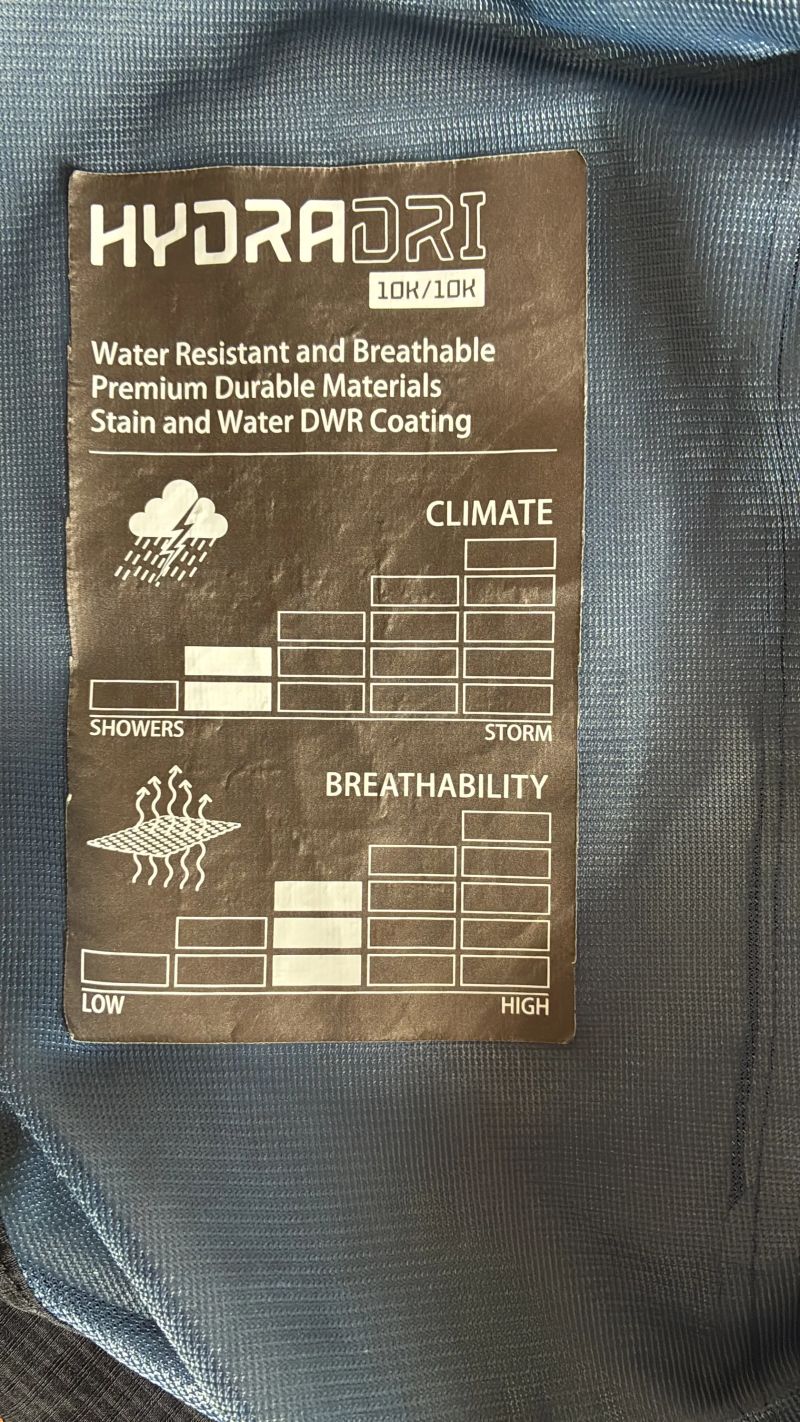 HYDRADRI
10K/10K
Water Resistant and Breathable
Premium Durable Materials
Stain and Water DWR Coating
CLIMATE
SHOWERS STORM
BREATHABILITY
LOW HIGH